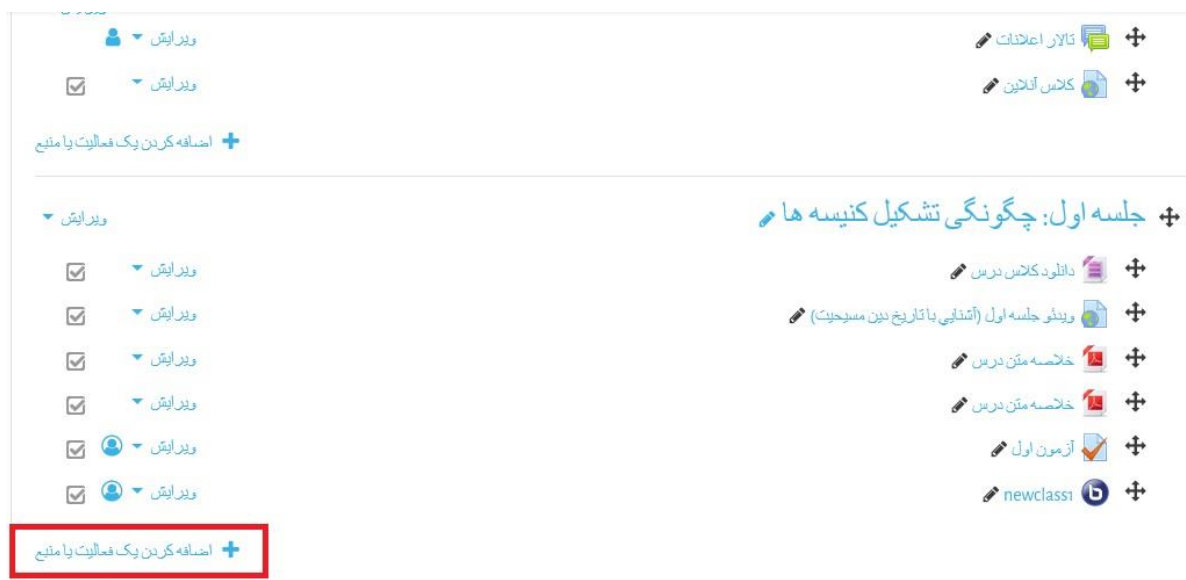 تالار اعلانات ویرایش
کلاس آنلاین ویرایش
اضافه کردن یک فعالیت یا منبع
جلسه اول: چگونگی تشکیل کنیسه ها ویرایش
دانلود کلاس درس ویرایش
ویدئو جلسه اول (آشنایی با تاریخ دین مسیحیت) ویرایش
خلاصه متن درس ویرایش
خلاصه متن درس ویرایش
آزمون اول ویرایش
newclass1 ویرایش
اضافه کردن یک فعالیت یا منبع